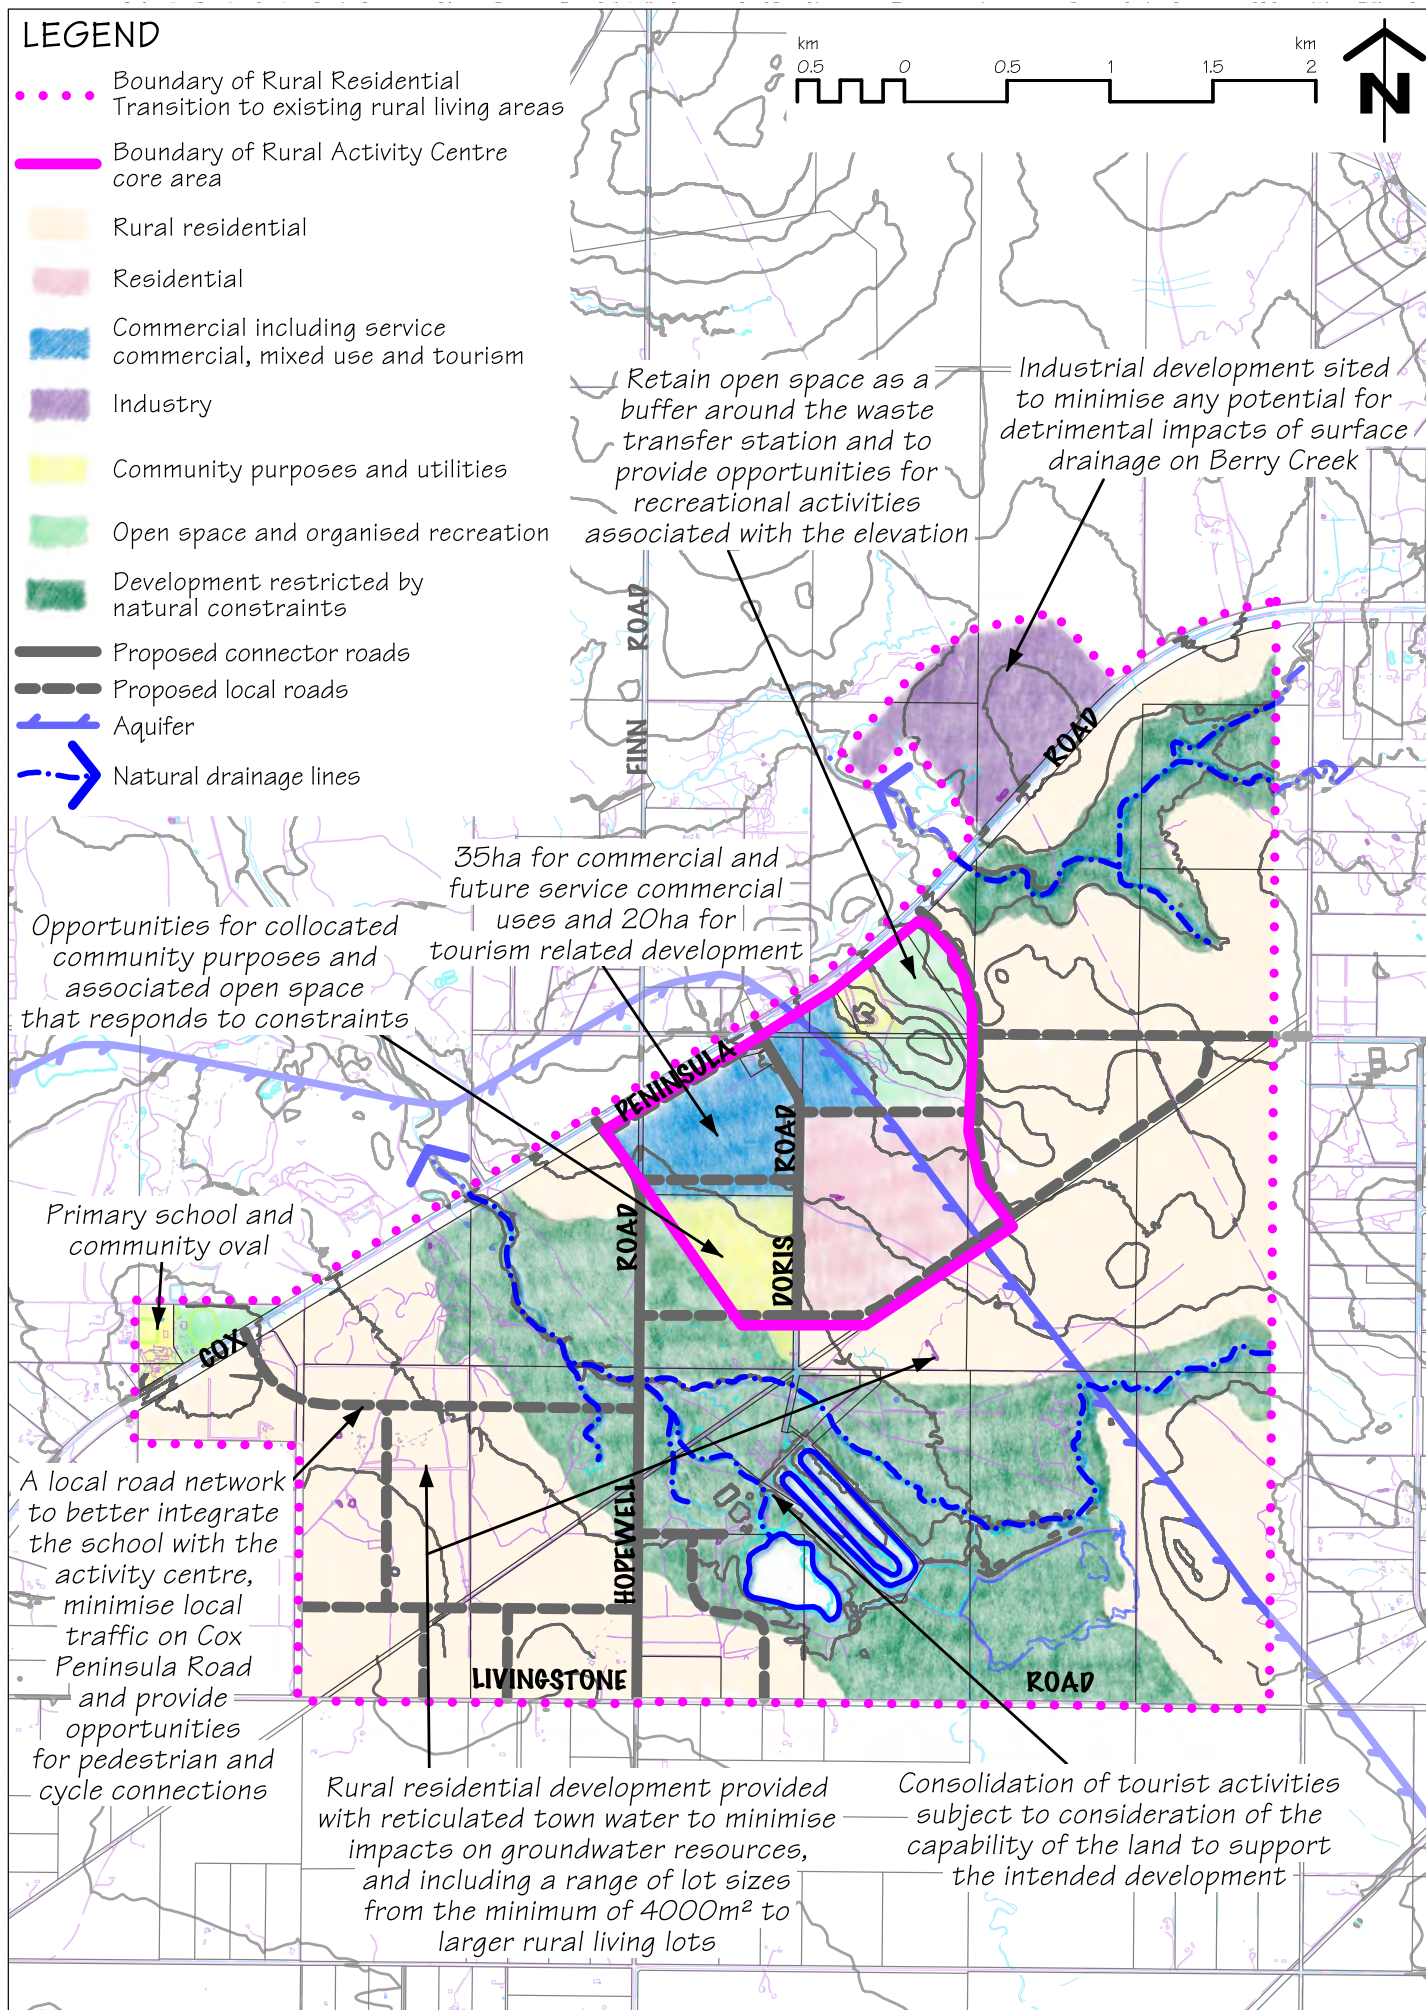 LEGEND
Boundary of Rural Residential
Transition to existing rural living areas
Boundary of Rural Activity Centre
core area
Rural residential
Residential
Commercial including service
commercial, mixed use and tourism
Industry
Community purposes and utilities
Open space and organised recreation
Development restricted by
natural constraints
Proposed connector roads
Proposed local roads
Aquifer
Natural drainage lines
km
km
0.5
0
0.5
1
1.5
2
N
Retain open space as a
buffer around the waste
transfer station and to
provide opportunities for
recreational activities
associated with the elevation
Industrial development sited
to minimise any potential for
detrimental impacts of surface
drainage on Berry Creek
FINN ROAD
ROAD
35ha for commercial and
future service commercial
uses and 20ha for
tourism related development
Opportunities for collocated
community purposes and
associated open space
that responds to constraints
PENINSULA
DORIS ROAD
HOPEWELL ROAD
Primary school and
community oval
COX
A local road network
to better integrate
the school with the
activity centre,
minimise local
traffic on Cox
Peninsula Road
and provide
opportunities
for pedestrian and
cycle connections
LIVINGSTONE
ROAD
Rural residential development provided
with reticulated town water to minimise
impacts on groundwater resources,
and including a range of lot sizes
from the minimum of 4000m² to
larger rural living lots
Consolidation of tourist activities
subject to consideration of the
capability of the land to support
the intended development